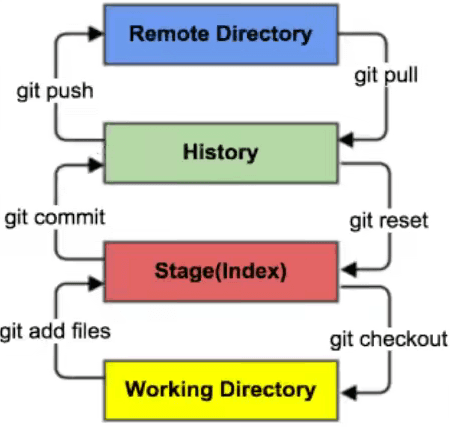 Remote Directory
git push
git pull
History
git commit
git reset
Stage(Index)
git add files
git checkout
Working Directory